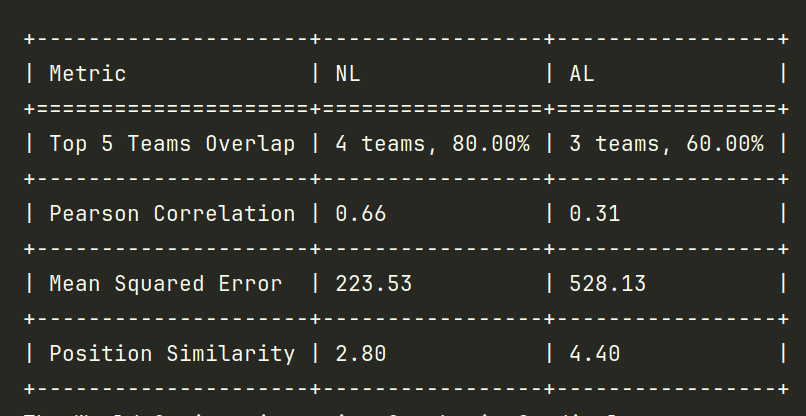 +---------------------+-----------------+-----------------+
| Metric              | NL              | AL              |
+=====================+=================+=================+
| Top 5 Teams Overlap | 4 teams, 80.00% | 3 teams, 60.00% |
+---------------------+-----------------+-----------------+
| Pearson Correlation | 0.66            | 0.31            |
+---------------------+-----------------+-----------------+
| Mean Squared Error  | 223.53          | 528.13          |
+---------------------+-----------------+-----------------+
| Position Similarity | 2.80            | 4.40            |
+---------------------+-----------------+-----------------+